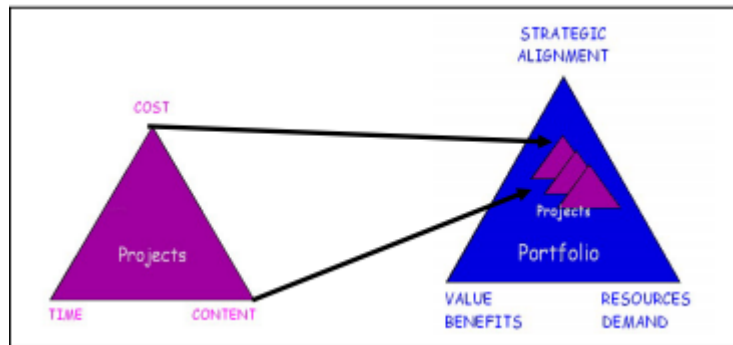 STRATEGIC
ALIGNMENT
COST
Projects
Projects
Portfolio
TIME
CONTENT
VALUE
BENEFITS
RESOURCES
DEMAND